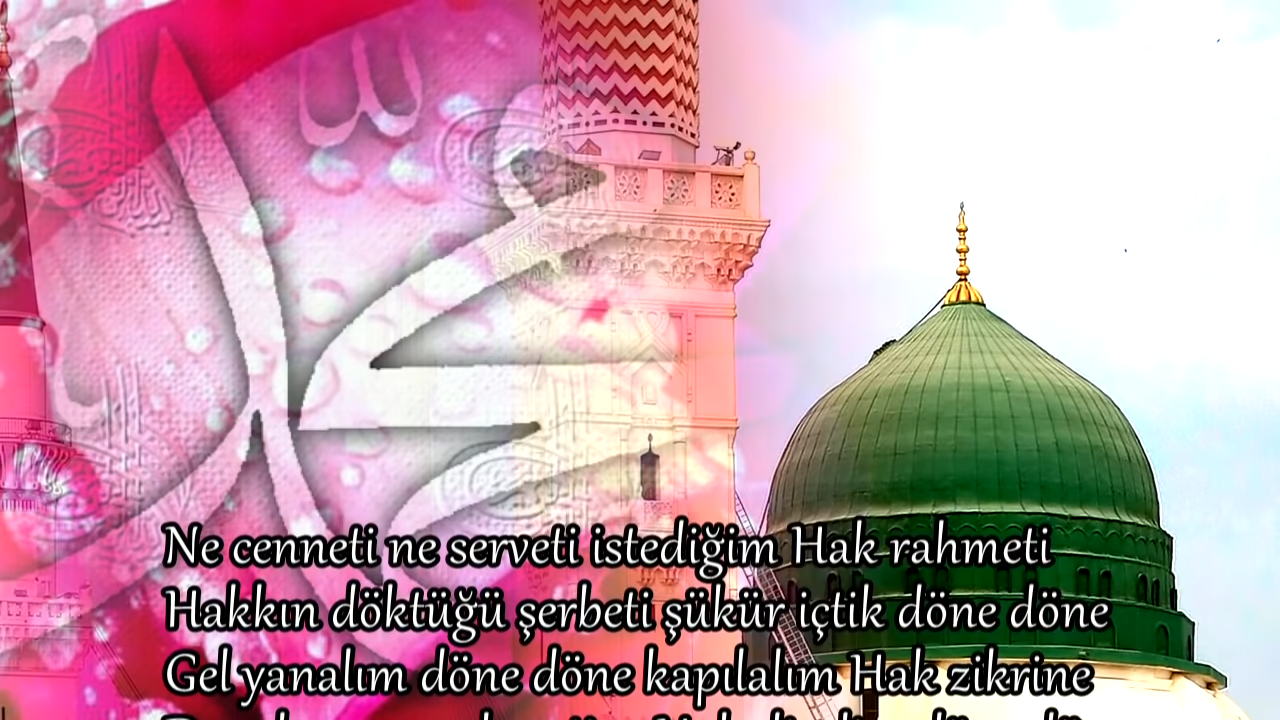 محمد
Ne cenneti ne serveti istediğim Hak rahmeti
Hakkın döktüğü şerbeti şükür içtik döne döne
Gel yanalım döne döne kapılalım Hak zikrine